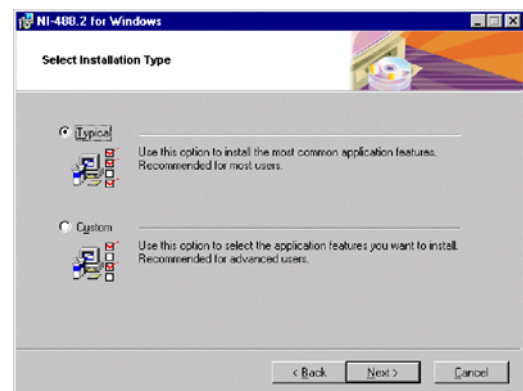 NI-488.2 for Windows
Select Installation Type
Typical
Use this option to install the most common application features.
Recommended for most users.
Custom
Use this option to select the application features you want to install.
Recommended for advanced users.
< Back
Next >
Cancel